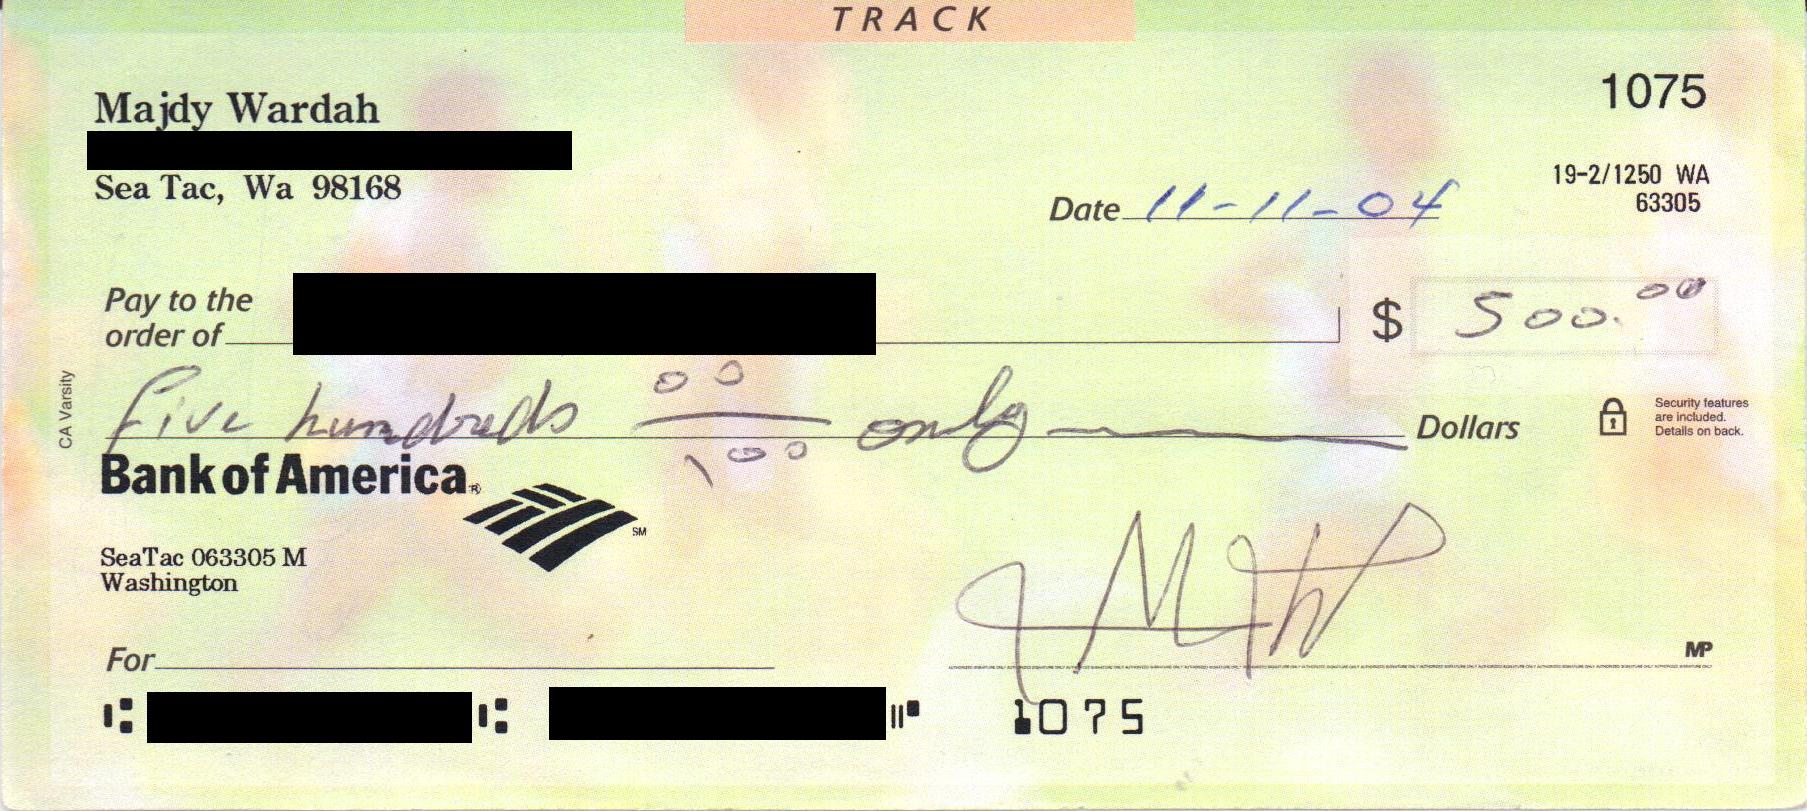 TRACK
Majdy Wardah
1075
Sea Tac, Wa 98168
19-2/1250 WA
63305
Date 11-11-04
Pay to the
order of
$ 500.00
five hundreds 00/100 only Dollars
Security features
are included.
Details on back.
CA Varsity
Bank of America®
SM
SeaTac 063305 M
Washington
For
MP
1075